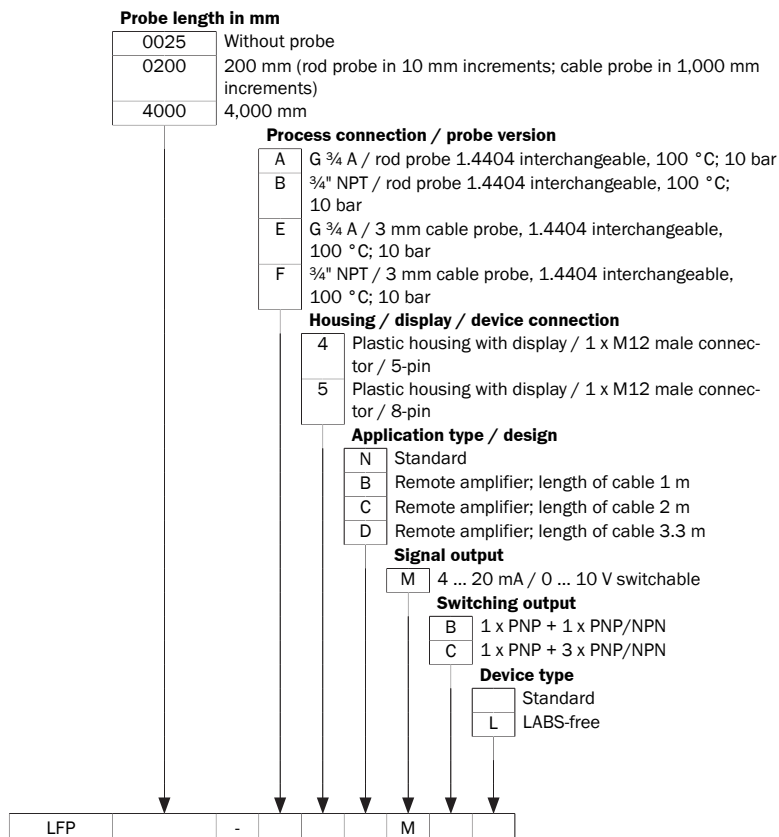 Probe length in mm
0025 Without probe
0200 200 mm (rod probe in 10 mm increments; cable probe in 1,000 mm
increments)
4000 4,000 mm
Process connection / probe version
A G ¾ A / rod probe 1.4404 interchangeable, 100 °C; 10 bar
B ¾" NPT / rod probe 1.4404 interchangeable, 100 °C;
10 bar
E G ¾ A / 3 mm cable probe, 1.4404 interchangeable,
100 °C; 10 bar
F ¾" NPT / 3 mm cable probe, 1.4404 interchangeable,
100 °C; 10 bar
Housing / display / device connection
4 Plastic housing with display / 1 x M12 male connec-
tor / 5-pin
5 Plastic housing with display / 1 x M12 male connec-
tor / 8-pin
Application type / design
N Standard
B Remote amplifier; length of cable 1 m
C Remote amplifier; length of cable 2 m
D Remote amplifier; length of cable 3.3 m
Signal output
M 4 ... 20 mA / 0 ... 10 V switchable
Switching output
B 1 x PNP + 1 x PNP/NPN
C 1 x PNP + 3 x PNP/NPN
Device type
Standard
L LABS-free
LFP - M